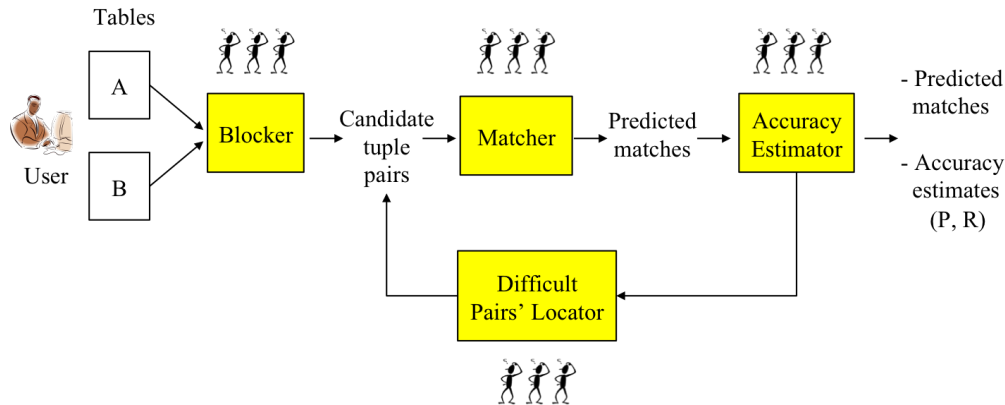 Tables
A
B
User
Blocker
Candidate
tuple
pairs
Matcher
Predicted
matches
Accuracy
Estimator
- Predicted
matches
- Accuracy
estimates
(P, R)
Difficult
Pairs’ Locator